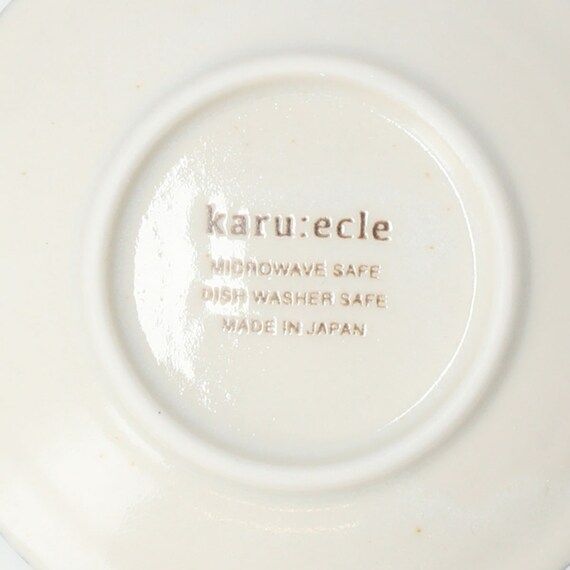 karu:ecle
MICROWAVE SAFE
DISH WASHER SAFE
MADE IN JAPAN